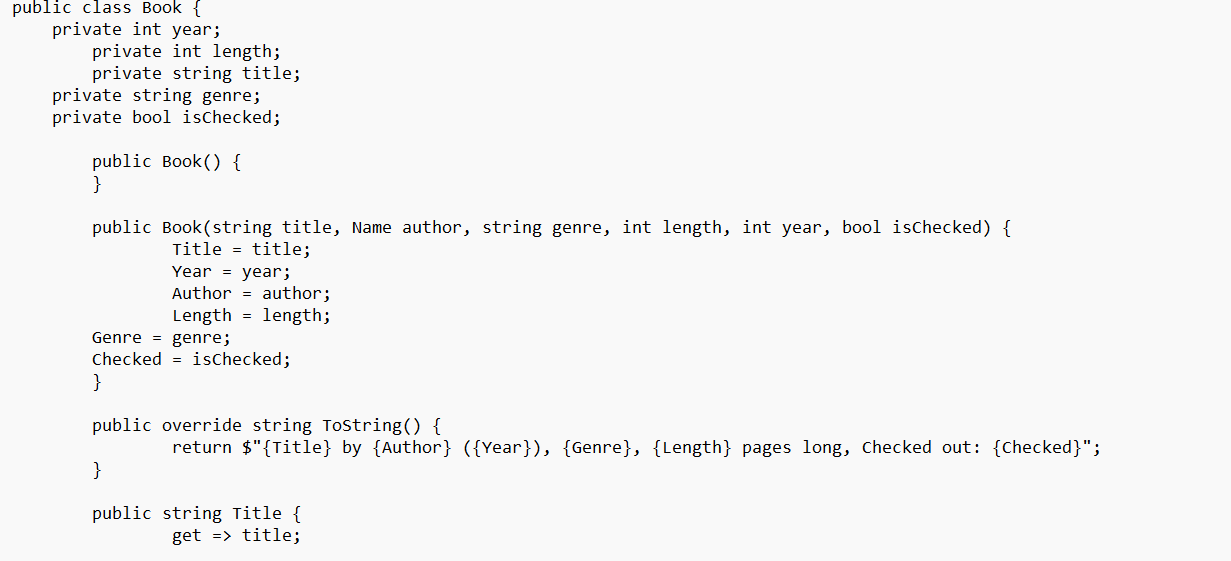 public class Book {
    private int year;
        private int length;
        private string title;
    private string genre;
    private bool isChecked;

        public Book() {
        }

        public Book(string title, Name author, string genre, int length, int year, bool isChecked) {
                Title = title;
                Year = year;
                Author = author;
                Length = length;
        Genre = genre;
        Checked = isChecked;
        }

        public override string ToString() {
                return $"{Title} by {Author} ({Year}), {Genre}, {Length} pages long, Checked out: {Checked}";
        }

        public string Title {
                get => title;